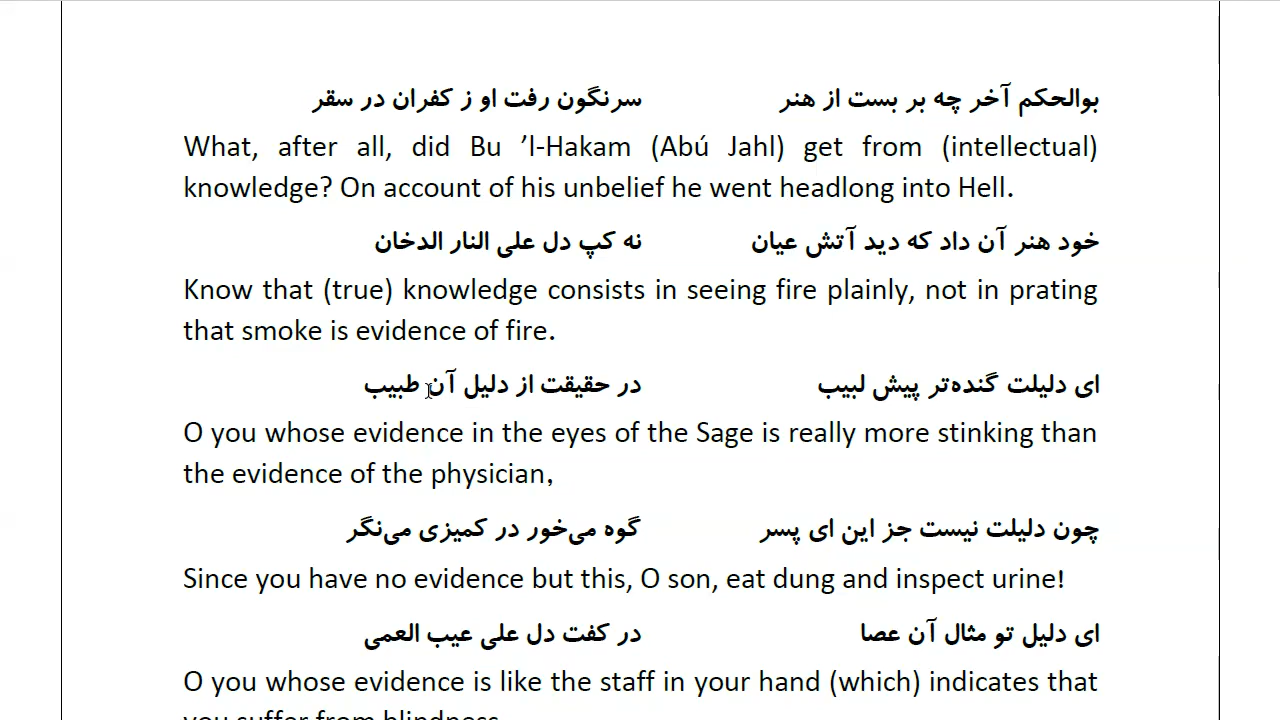 بوالحکم آخر چه بر بست از هنر سرنگون رفت او ز کفران در سقر
What, after all, did Bu ’l-Hakam (Abú Jahl) get from (intellectual)
knowledge? On account of his unbelief he went headlong into Hell.
خود هنر آن داد که دید آتش عیان نه کپ دل علی النار الدخان
Know that (true) knowledge consists in seeing fire plainly, not in prating
that smoke is evidence of fire.
ای دلیلت گنده‌تر پیش لبیب در حقیقت از دلیل آن طبیب
O you whose evidence in the eyes of the Sage is really more stinking than
the evidence of the physician,
چون دلیلت نیست جز این ای پسر گوه می‌خور در کمیزی می‌نگر
Since you have no evidence but this, O son, eat dung and inspect urine!
ای دلیل تو مثال آن عصا در کفت دل علی عیب العمی
O you whose evidence is like the staff in your hand (which) indicates that
you suffer from blindness